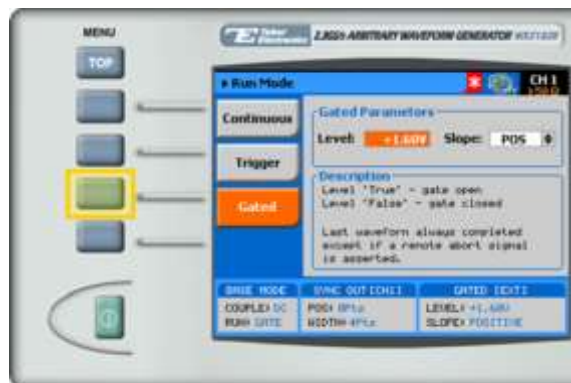 MENU
TOP
Tabor
Electronics
2.3GS/s ARBITRARY WAVEFORM GENERATOR
Run Mode
CH 1
50Ω
Continuous
Trigger
Gated
Gated Parameters
Level: +1.60V Slope: POS
Description
Level 'True' - gate open
Level 'False' - gate closed
Last waveform always completed
except if a remote abort signal
is asserted.
BASE MODE
COUPLE: DC
RUN: GATE
SYNC OUT [CH1]
POS: 0Pts
WIDTH: 4Pts
GATED [EXT]
LEVEL: +1.60V
SLOPE: POSITIVE